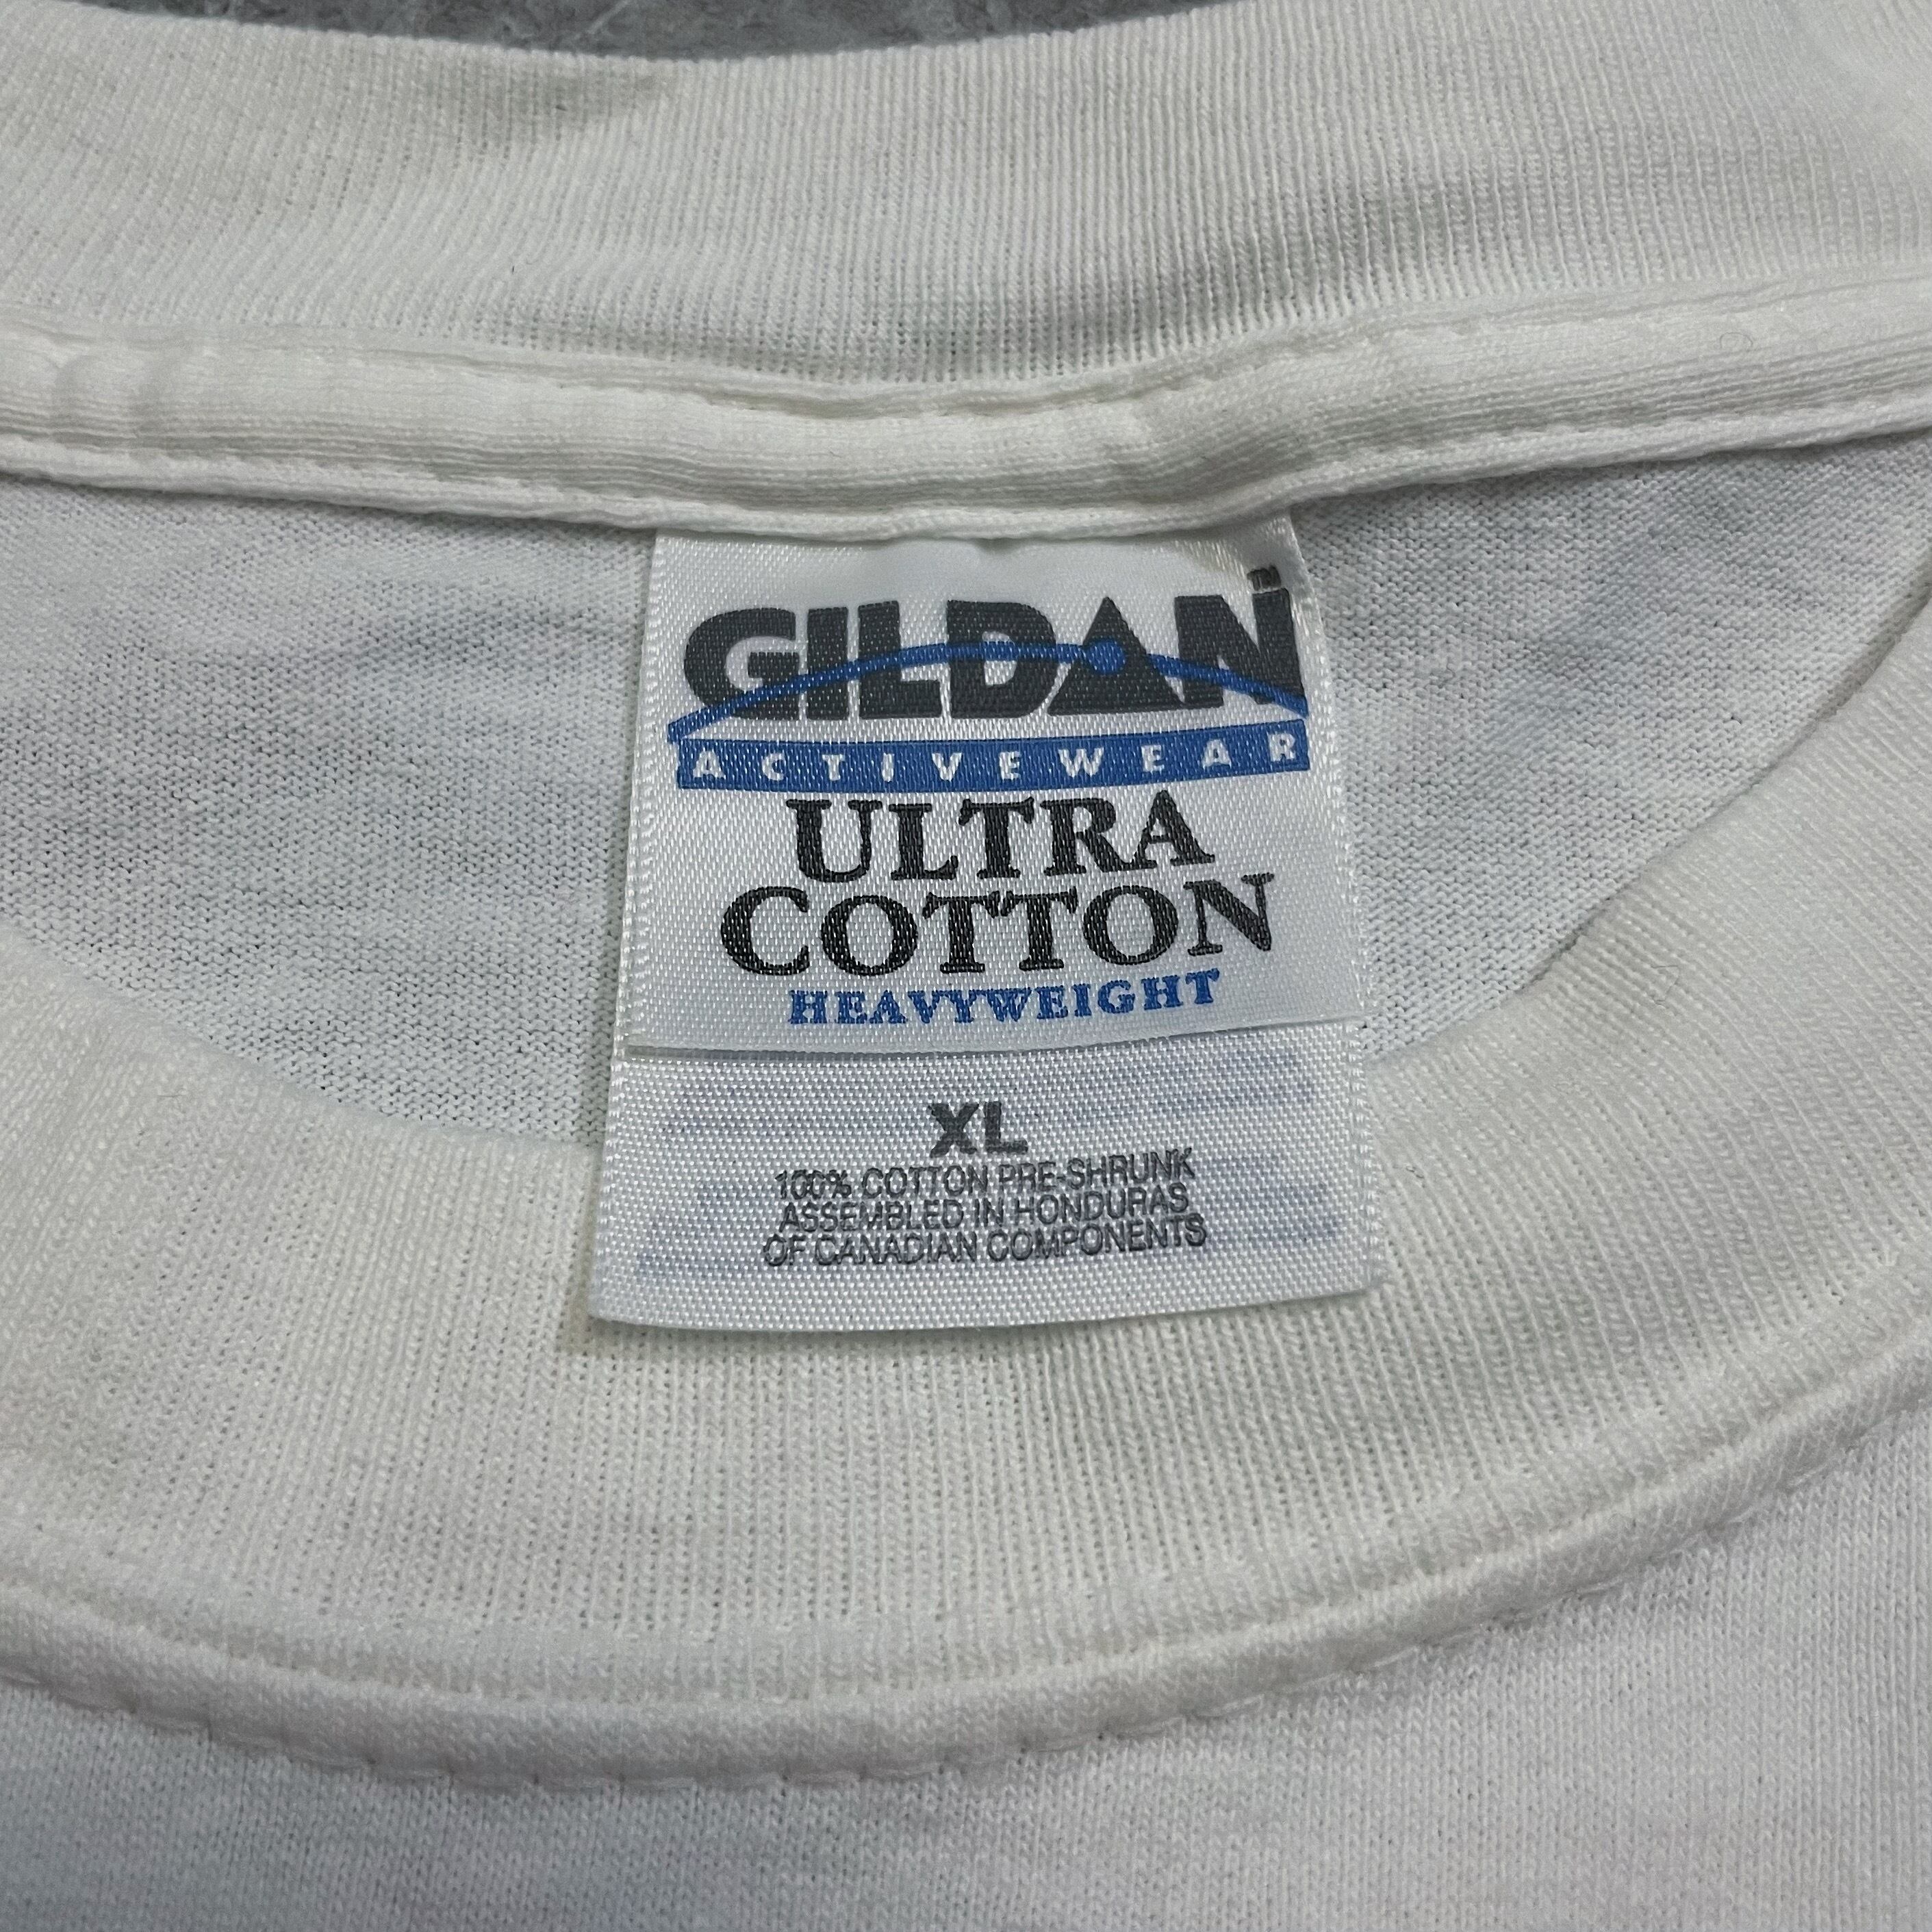 GILDAN
ACTIVEWEAR
ULTRA
COTTON
HEAVYWEIGHT
XL
100% COTTON PRE-SHRUNK
ASSEMBLED IN HONDURAS
OF CANADIAN COMPONENTS